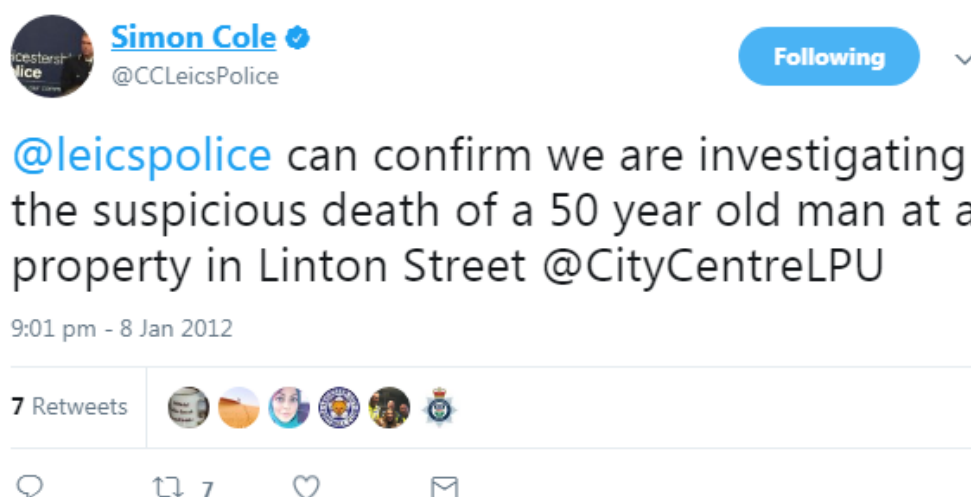 Simon Cole
@CCLeicsPolice
Following
@leicspolice can confirm we are investigating
the suspicious death of a 50 year old man at a
property in Linton Street @CityCentreLPU
9:01 pm - 8 Jan 2012
7 Retweets
7